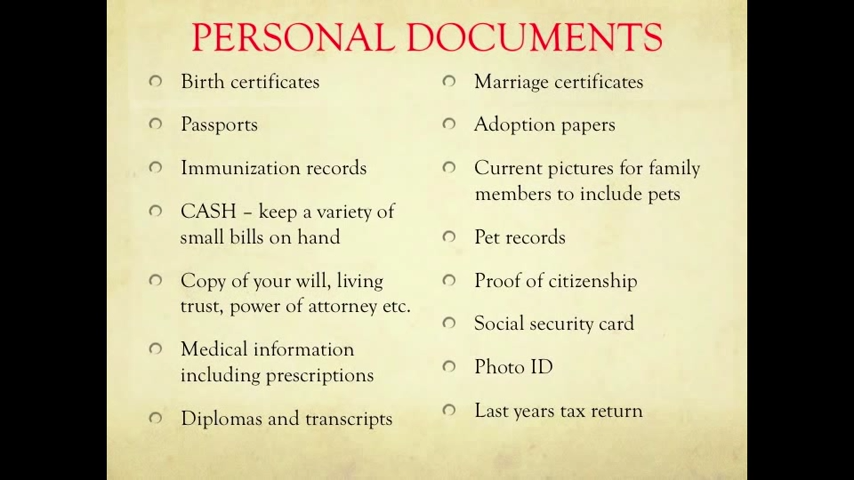 PERSONAL DOCUMENTS
Birth certificates
Passports
Immunization records
CASH – keep a variety of
small bills on hand
Copy of your will, living
trust, power of attorney etc.
Medical information
including prescriptions
Diplomas and transcripts
Marriage certificates
Adoption papers
Current pictures for family
members to include pets
Pet records
Proof of citizenship
Social security card
Photo ID
Last years tax return